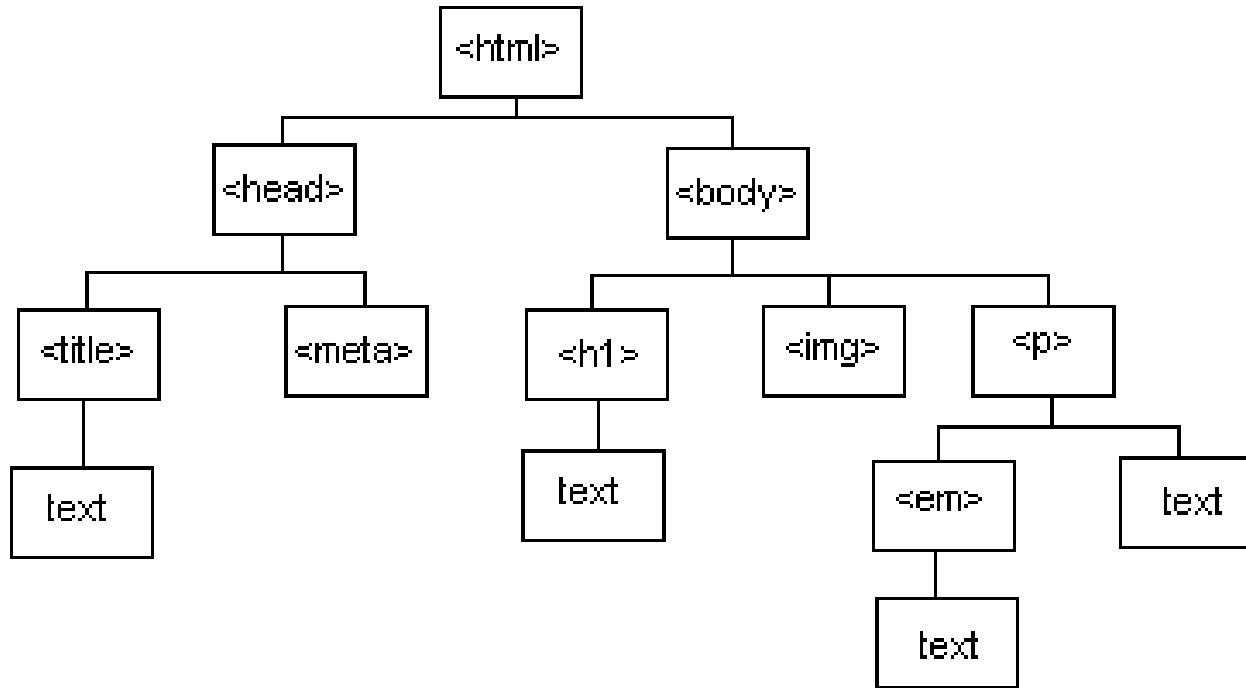 <html>
<head>
<body>
<title>
<meta>
<h1>
<img>
<p>
text
text
<em>
text
text